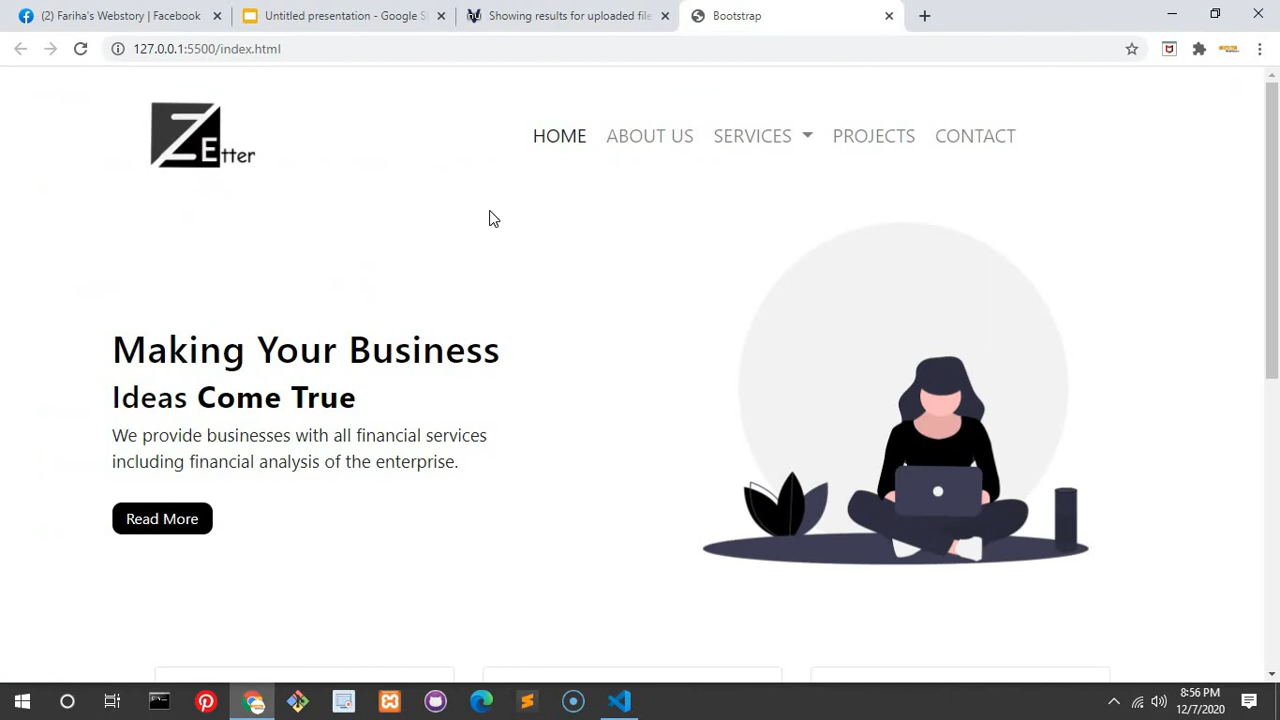 (2) Fariha's Webstory | Facebook
Untitled presentation - Google S
Showing results for uploaded file
Bootstrap
127.0.0.1:5500/index.html
ZEtter
HOME
ABOUT US
SERVICES
PROJECTS
CONTACT
Making Your Business
Ideas Come True
We provide businesses with all financial services
including financial analysis of the enterprise.
Read More
8:56 PM
12/7/2020